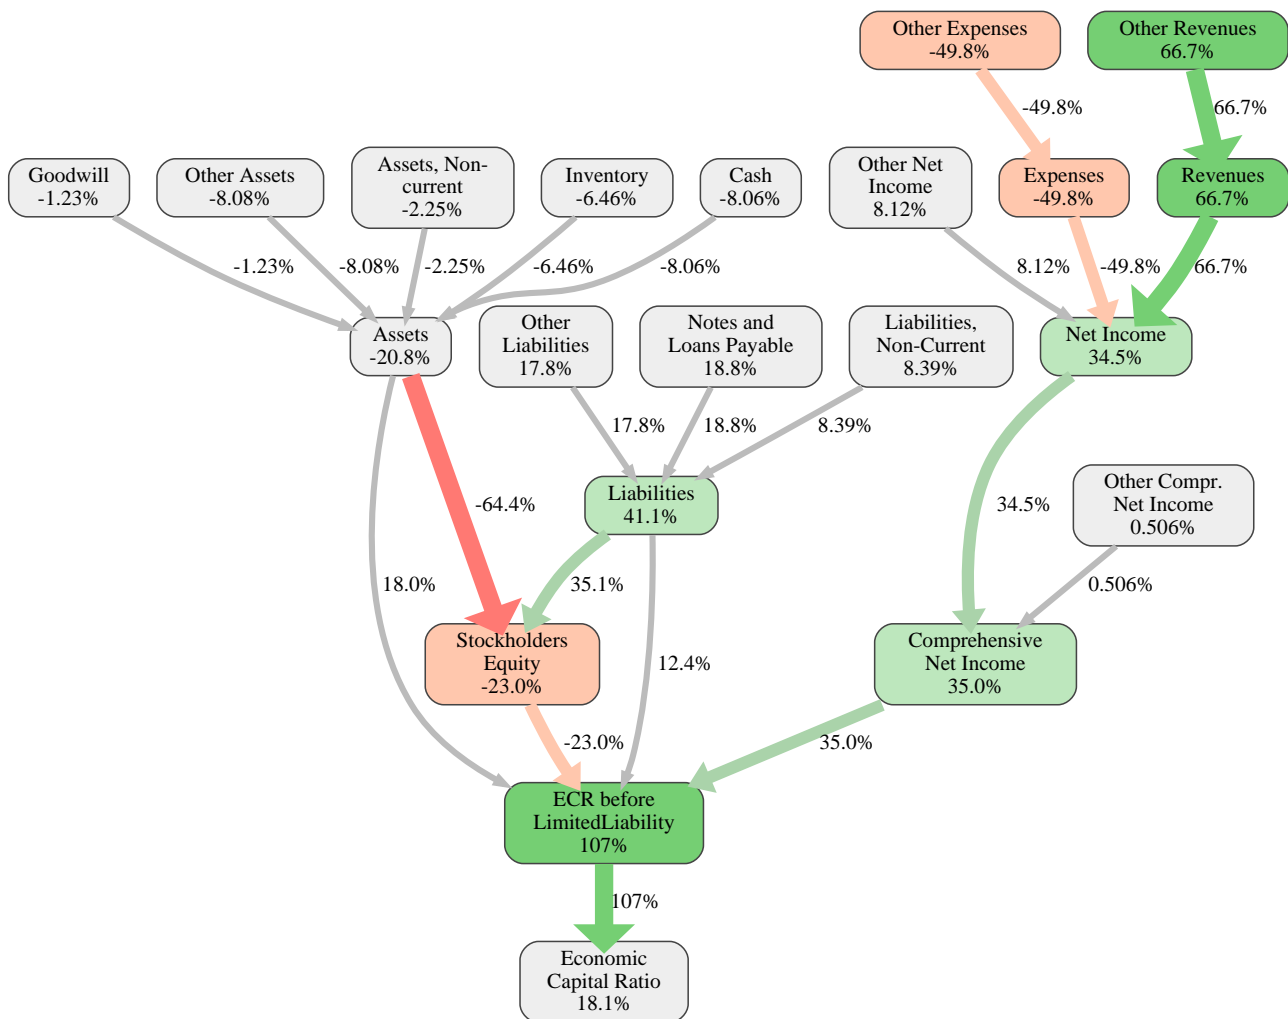 Other Expenses
-49.8%
Other Revenues
66.7%
-49.8%
66.7%
Goodwill
-1.23%
Other Assets
-8.08%
Assets, Non-
current
-2.25%
Inventory
-6.46%
Cash
-8.06%
Other Net
Income
8.12%
Expenses
-49.8%
Revenues
66.7%
-1.23%
-8.08%
-2.25%
-6.46%
-8.06%
8.12%
-49.8%
66.7%
Assets
-20.8%
Other
Liabilities
17.8%
Notes and
Loans Payable
18.8%
Liabilities,
Non-Current
8.39%
Net Income
34.5%
17.8%
18.8%
8.39%
-64.4%
Liabilities
41.1%
34.5%
Other Compr.
Net Income
0.506%
18.0%
35.1%
0.506%
Stockholders
Equity
-23.0%
12.4%
Comprehensive
Net Income
35.0%
-23.0%
35.0%
ECR before
LimitedLiability
107%
107%
Economic
Capital Ratio
18.1%